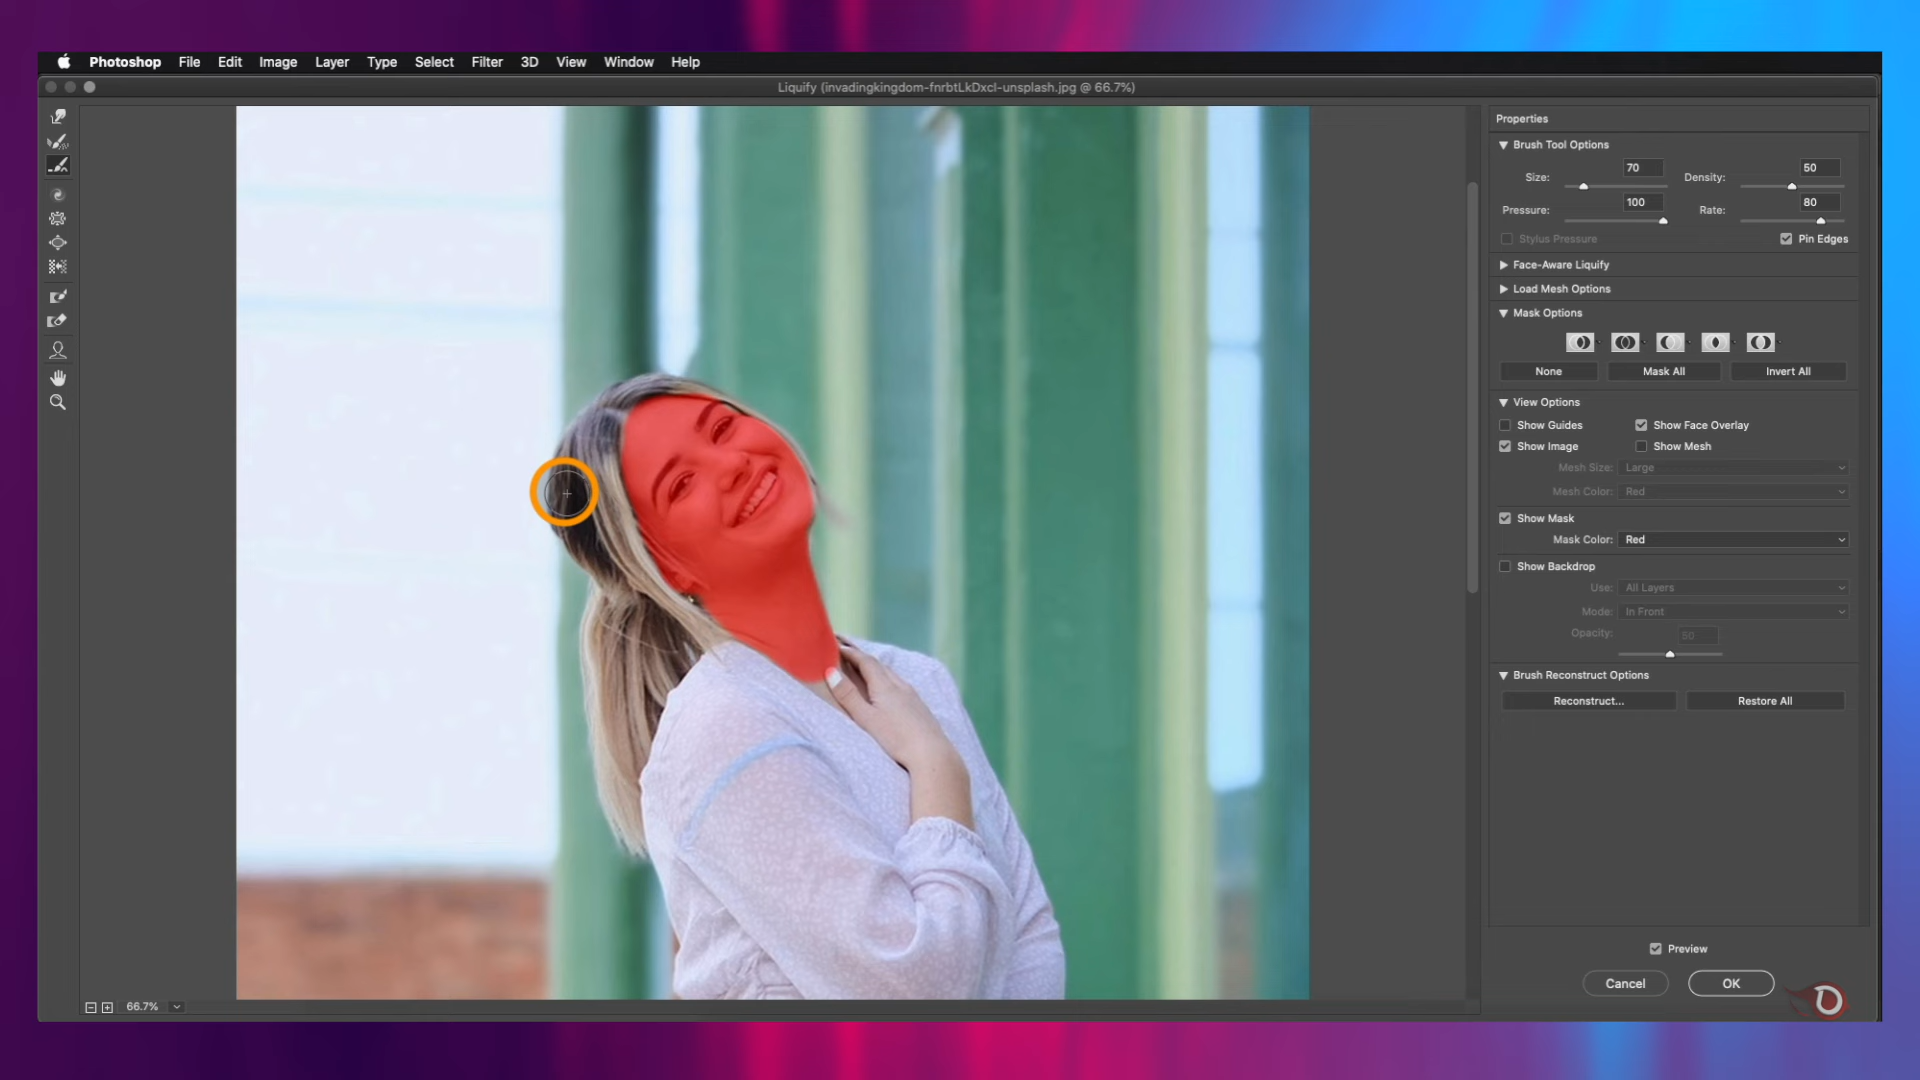 Photoshop File Edit Image Layer Type Select Filter 3D View Window Help
Liquify (invadingkingdom-fnrbtLkDxcI-unsplash.jpg @ 66.7%)
Properties
Brush Tool Options
Size: 70 Density: 50
Pressure: 100 Rate: 80
Stylus Pressure Pin Edges
Face-Aware Liquify
Load Mesh Options
Mask Options
None Mask All Invert All
View Options
Show Guides Show Face Overlay
Show Image Show Mesh
Mesh Size: Large
Mesh Color: Red
Show Mask
Mask Color: Red
Show Backdrop
Use: All Layers
Mode: In Front
Opacity: 50
Brush Reconstruct Options
Reconstruct... Restore All
Preview
Cancel OK
D
66.7%